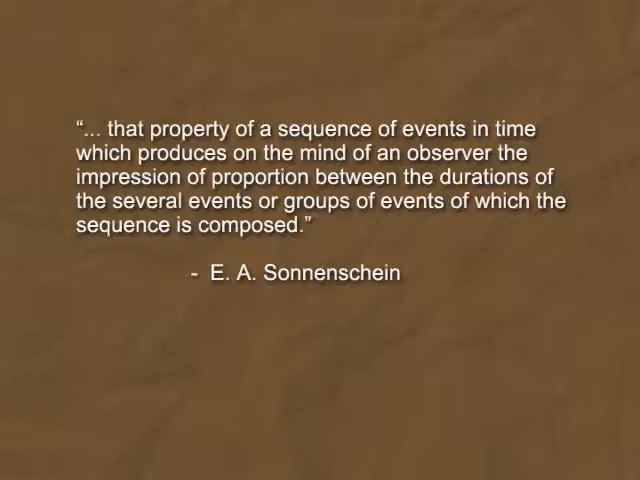 “... that property of a sequence of events in time
which produces on the mind of an observer the
impression of proportion between the durations of
the several events or groups of events of which the
sequence is composed.”
- E. A. Sonnenschein